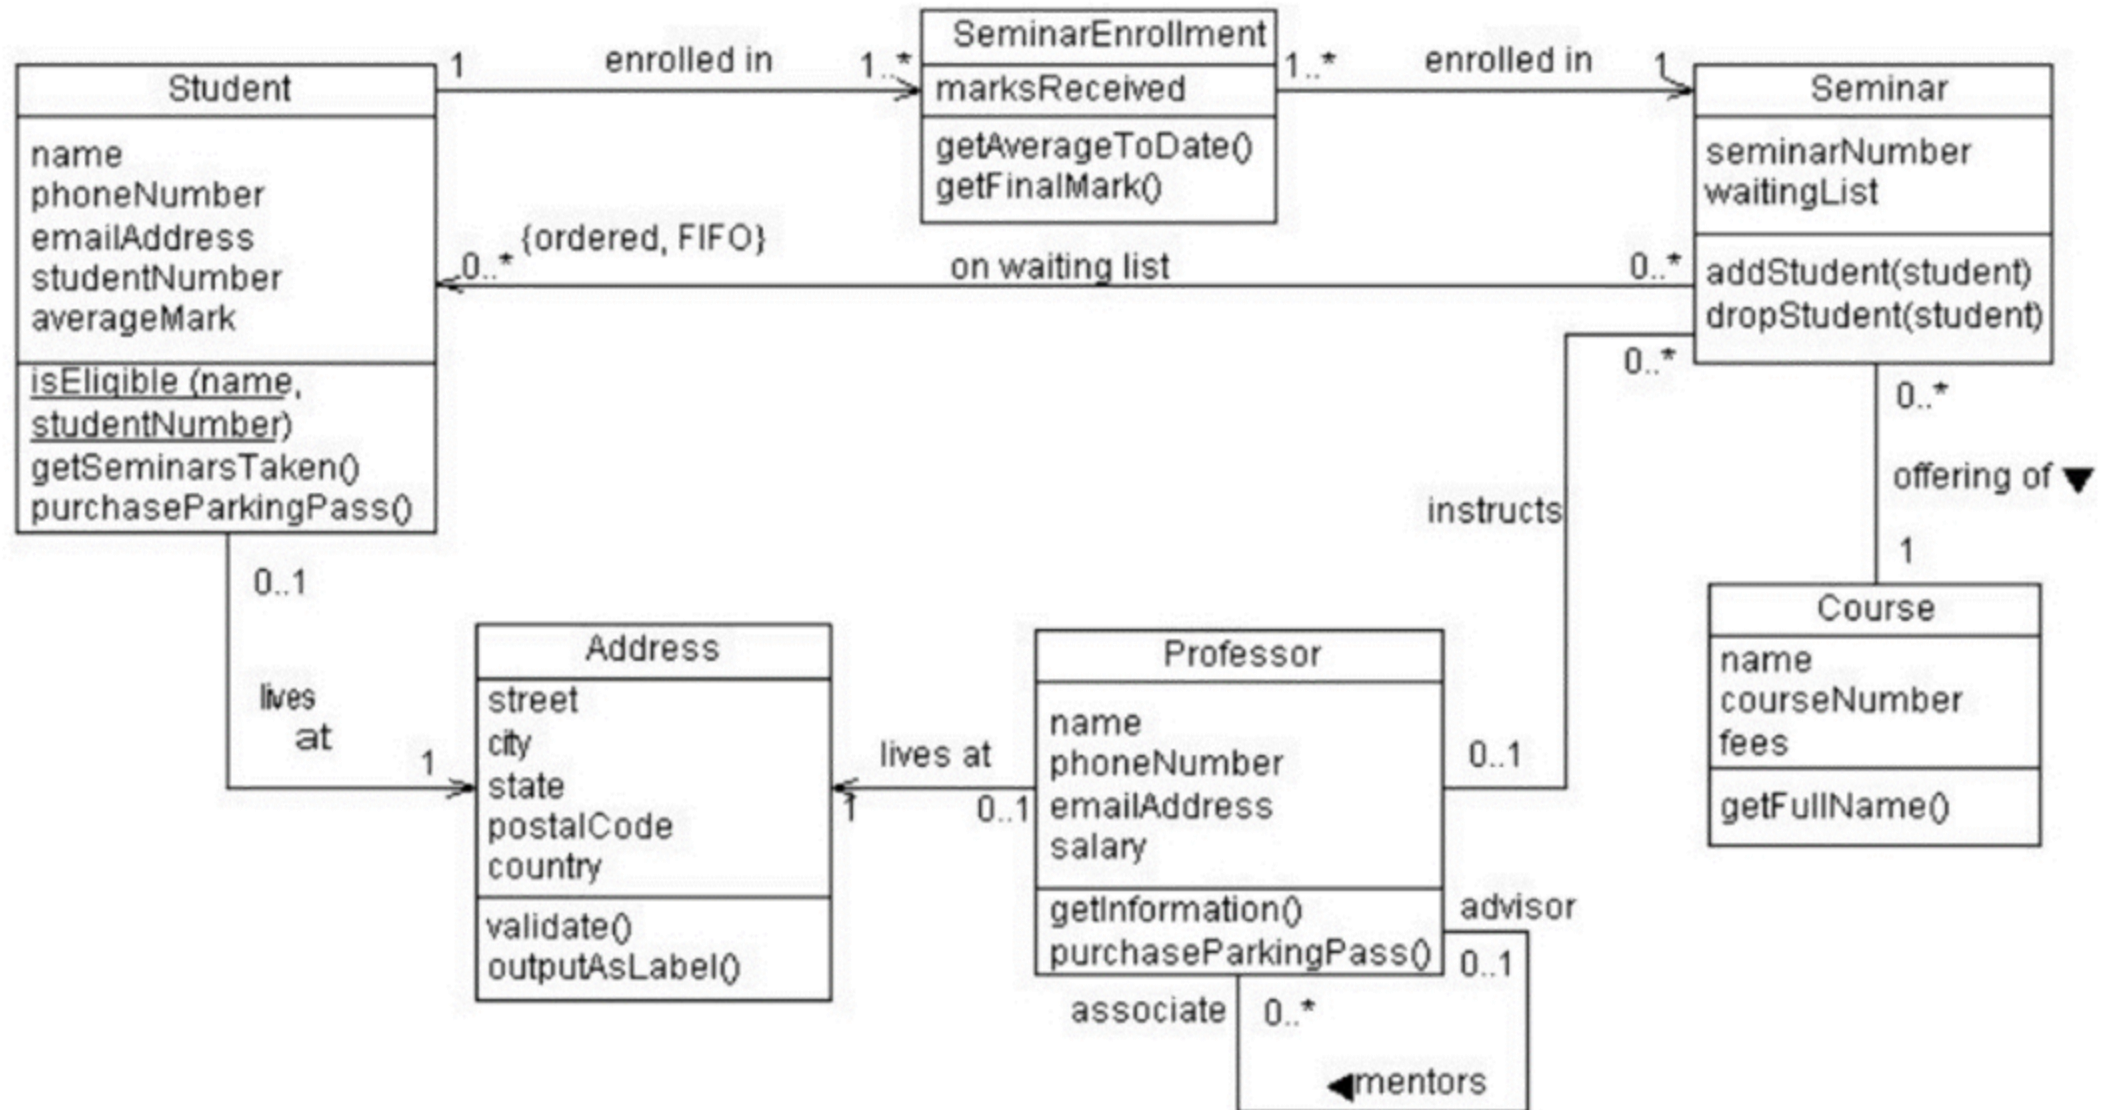 Student
name
phoneNumber
emailAddress
studentNumber
averageMark
isEligible (name,
studentNumber)
getSeminarsTaken()
purchaseParkingPass()
1
enrolled in
1..*
SeminarEnrollment
marksReceived
getAverageToDate()
getFinalMark()
1..*
enrolled in
1
Seminar
seminarNumber
waitingList
addStudent(student)
dropStudent(student)
0..*
{ordered, FIFO}
on waiting list
0..*
0..*
instructs
0..1
0..*
offering of
1
Course
name
courseNumber
fees
getFullName()
0..1
lives
at
1
Address
street
city
state
postalCode
country
validate()
outputAsLabel()
lives at
1
0..1
Professor
name
phoneNumber
emailAddress
salary
getInformation()
purchaseParkingPass()
advisor
0..1
associate
0..*
mentors